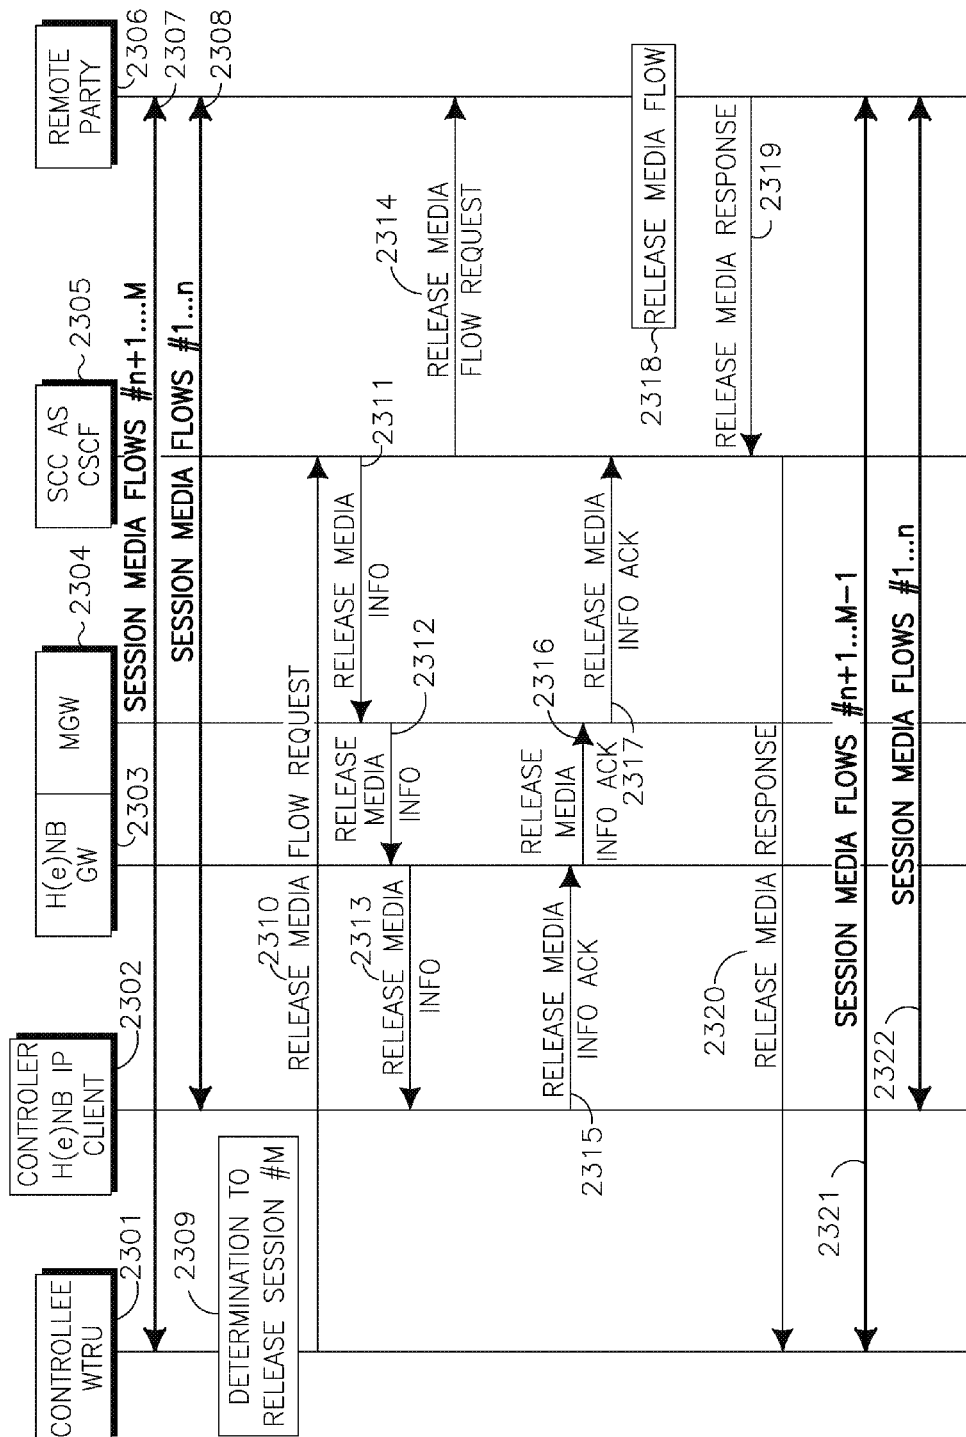 CONTROLLEE
WTRU
2301
CONTROLER
H(e)NB IP
CLIENT
2302
H(e)NB
GW
2303
MGW
2304
SCC AS
CSCF
2305
REMOTE
PARTY
2306
SESSION MEDIA FLOWS #n+1....M
2307
SESSION MEDIA FLOWS #1...n
2308
2309
DETERMINATION TO
RELEASE SESSION #M
2310
RELEASE MEDIA FLOW REQUEST
2311
RELEASE MEDIA
INFO
2312
RELEASE
MEDIA
INFO
2313
RELEASE MEDIA
INFO
2314
RELEASE MEDIA
FLOW REQUEST
RELEASE MEDIA
INFO ACK
2315
2316
RELEASE
MEDIA
INFO ACK
RELEASE MEDIA
INFO ACK
2317
2318
RELEASE MEDIA FLOW
RELEASE MEDIA RESPONSE
2319
2320
RELEASE MEDIA RESPONSE
SESSION MEDIA FLOWS #n+1...M-1
2321
SESSION MEDIA FLOWS #1...n
2322